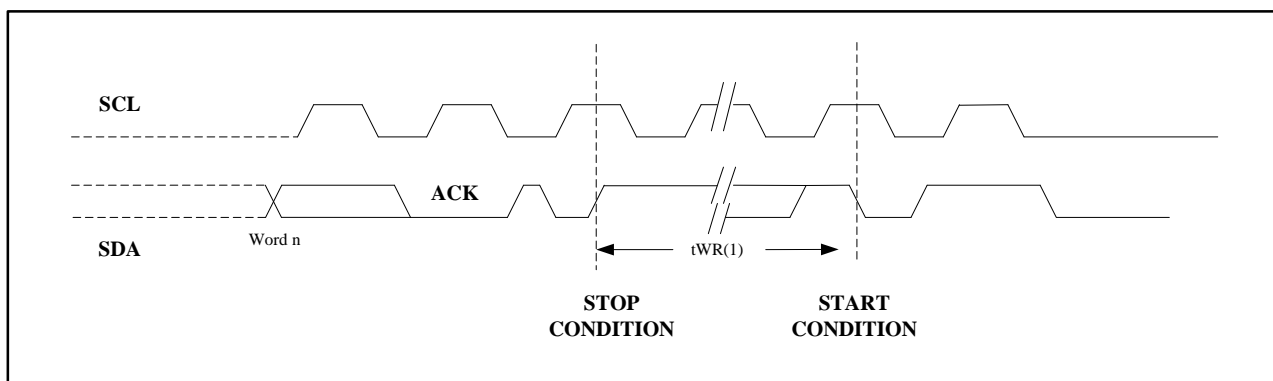 SCL
ACK
SDA
Word n
tWR(1)
STOP
CONDITION
START
CONDITION